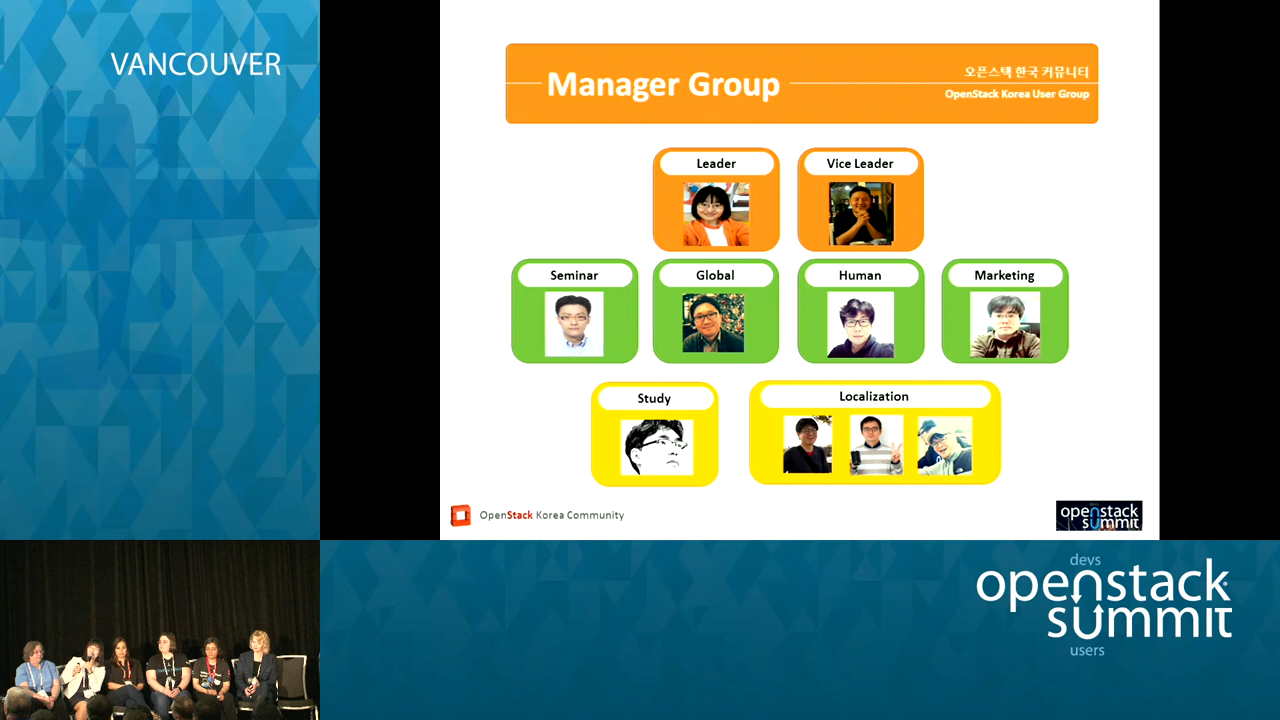 VANCOUVER
Manager Group
오픈스택 한국 커뮤니티
OpenStack Korea User Group
Leader
Vice Leader
Seminar
Global
Human
Marketing
Study
Localization
OpenStack Korea Community
openstack
summit
devs
openstack
summit
users